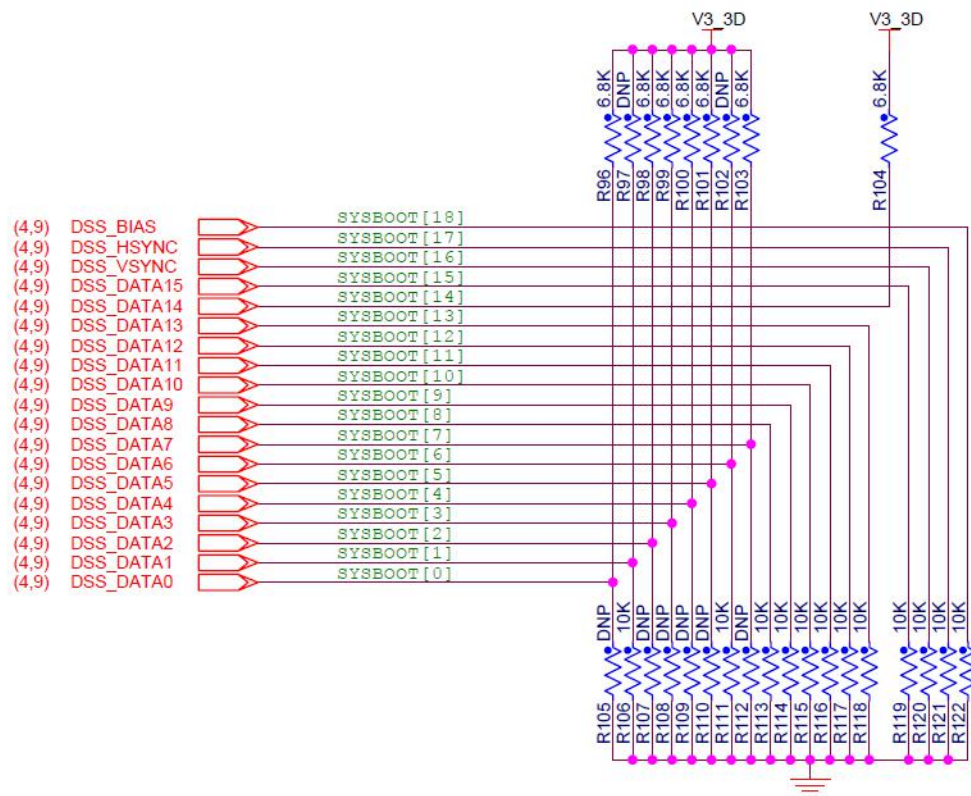 V3_3D V3_3D
6.8K DNP 6.8K 6.8K 6.8K 6.8K DNP 6.8K 6.8K
R96 R97 R98 R99 R100 R101 R102 R103 R104
(4,9) DSS_BIAS SYSBOOT[18]
(4,9) DSS_HSYNC SYSBOOT[17]
(4,9) DSS_VSYNC SYSBOOT[16]
(4,9) DSS_DATA15 SYSBOOT[15]
(4,9) DSS_DATA14 SYSBOOT[14]
(4,9) DSS_DATA13 SYSBOOT[13]
(4,9) DSS_DATA12 SYSBOOT[12]
(4,9) DSS_DATA11 SYSBOOT[11]
(4,9) DSS_DATA10 SYSBOOT[10]
(4,9) DSS_DATA9 SYSBOOT[9]
(4,9) DSS_DATA8 SYSBOOT[8]
(4,9) DSS_DATA7 SYSBOOT[7]
(4,9) DSS_DATA6 SYSBOOT[6]
(4,9) DSS_DATA5 SYSBOOT[5]
(4,9) DSS_DATA4 SYSBOOT[4]
(4,9) DSS_DATA3 SYSBOOT[3]
(4,9) DSS_DATA2 SYSBOOT[2]
(4,9) DSS_DATA1 SYSBOOT[1]
(4,9) DSS_DATA0 SYSBOOT[0]
DNP 10K DNP DNP DNP DNP 10K DNP 10K 10K 10K 10K 10K 10K 10K 10K 10K 10K
R105 R106 R107 R108 R109 R110 R111 R112 R113 R114 R115 R116 R117 R118 R119 R120 R121 R122